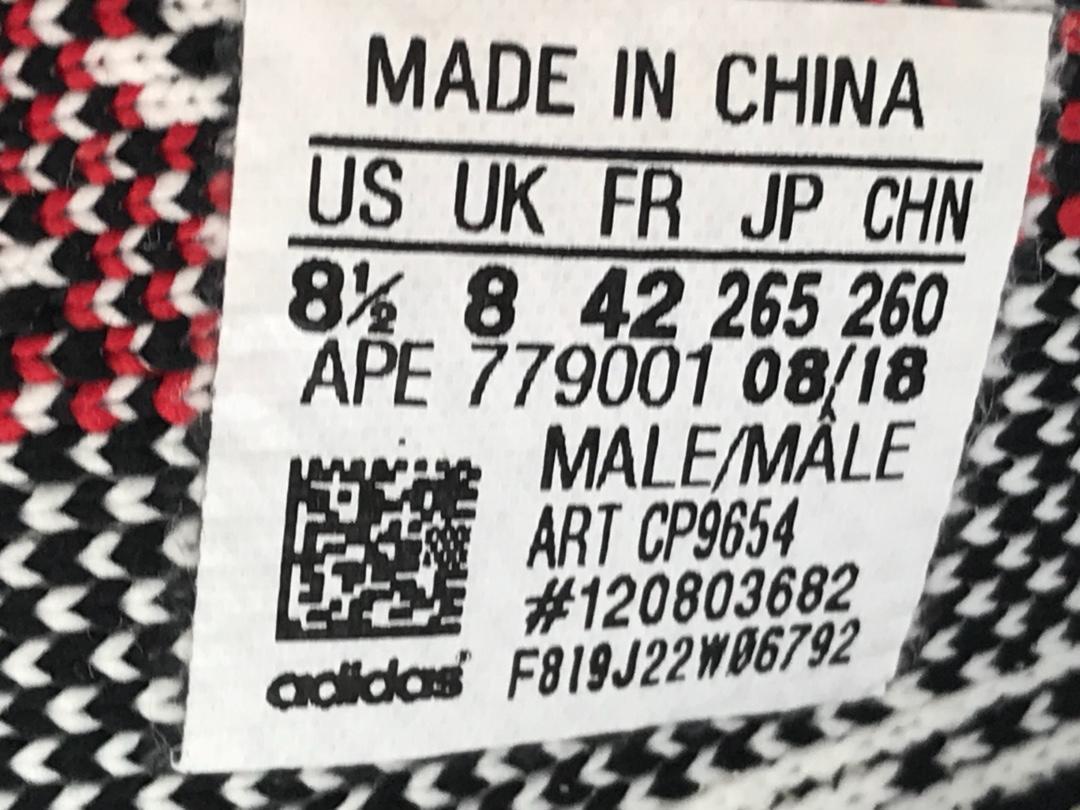 MADE IN CHINA
US UK FR JP CHN
8½ 8 42 265 260
APE 779001 08/18
MALE/MÂLE
ART CP9654
#120803682
F819J22WØ6792
adidas